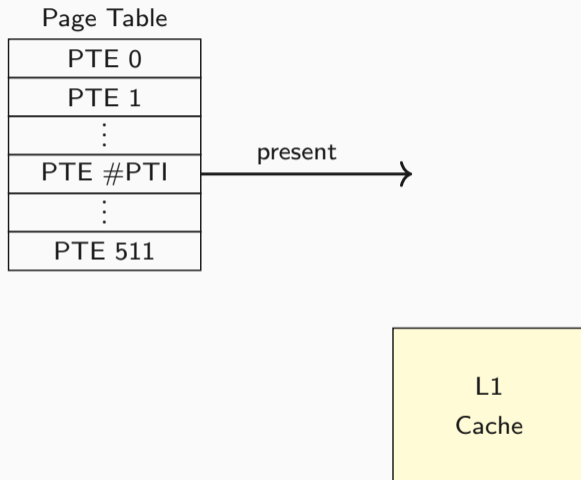 Page Table
PTE 0
PTE 1
⋮
PTE #PTI
present
⋮
PTE 511
L1
Cache